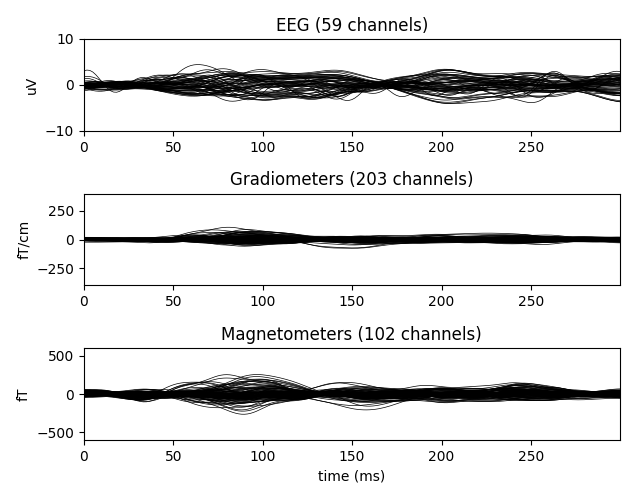 EEG (59 channels)
10
uV
0
−10
0 50 100 150 200 250
Gradiometers (203 channels)
250
fT/cm
0
−250
0 50 100 150 200 250
Magnetometers (102 channels)
500
fT
0
−500
0 50 100 150 200 250
time (ms)